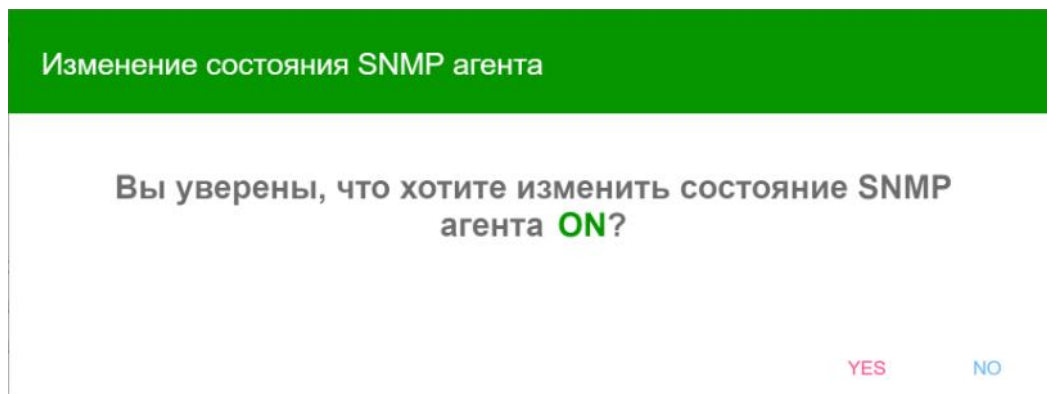 Изменение состояния SNMP агента
Вы уверены, что хотите изменить состояние SNMP
агента ON?
YES NO